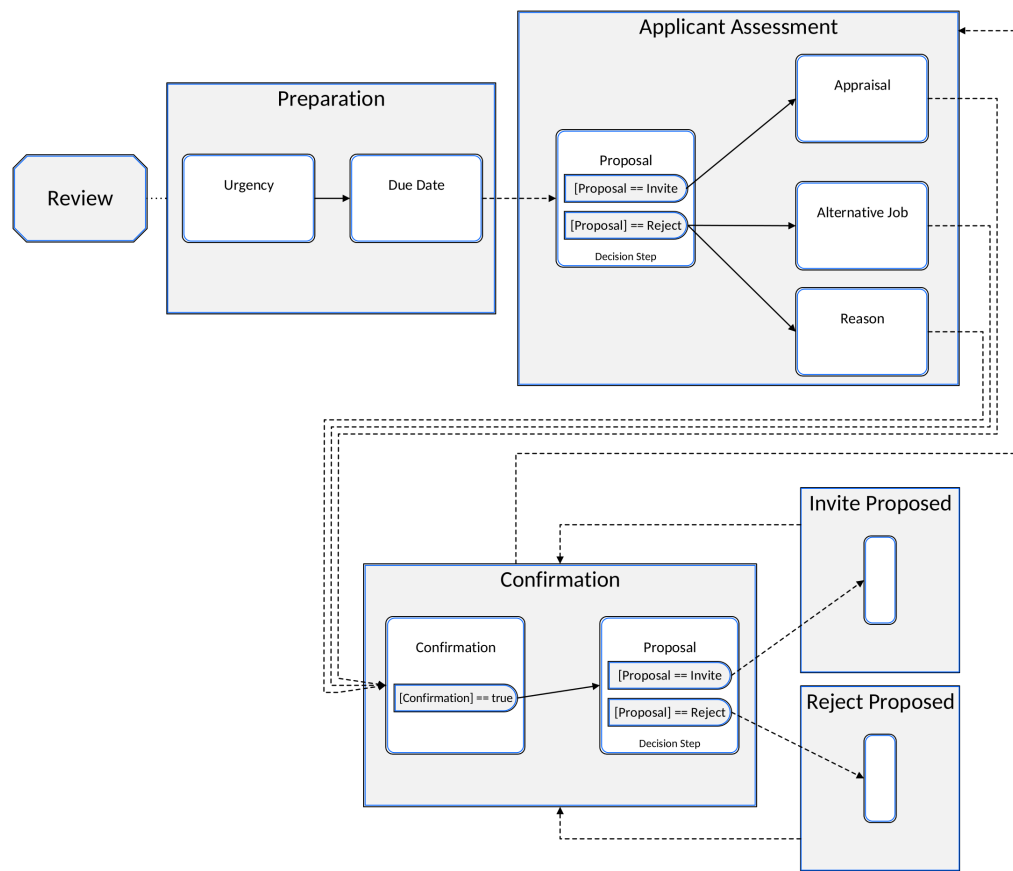 Applicant Assessment
Preparation
Appraisal
Review
Urgency
Due Date
Proposal
[Proposal == Invite
[Proposal] == Reject
Decision Step
Alternative Job
Reason
Invite Proposed
Confirmation
Confirmation
[Confirmation] == true
Proposal
[Proposal == Invite
[Proposal] == Reject
Decision Step
Reject Proposed